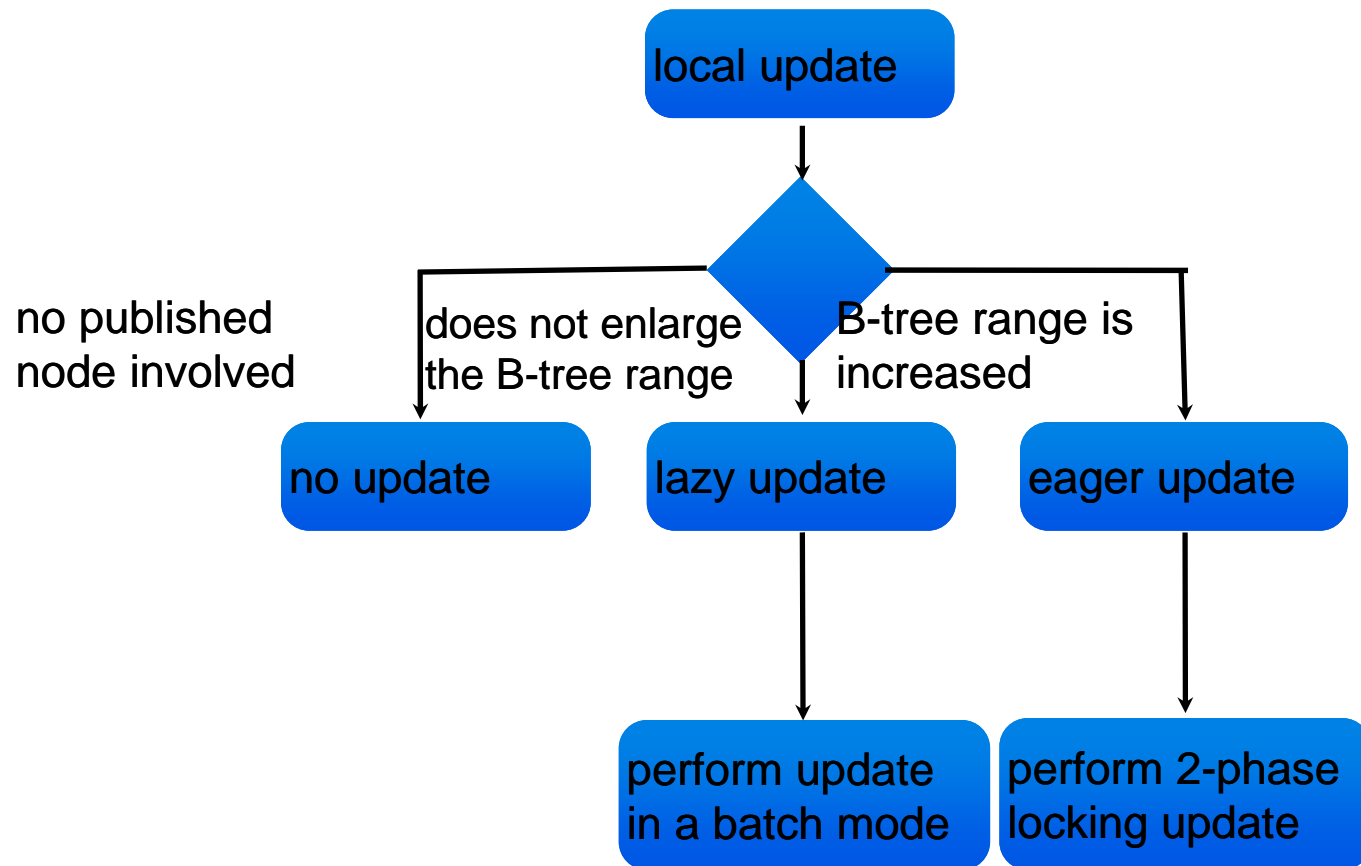 local update
no published
node involved
does not enlarge
the B-tree range
B-tree range is
increased
no update
lazy update
eager update
perform update
in a batch mode
perform 2-phase
locking update